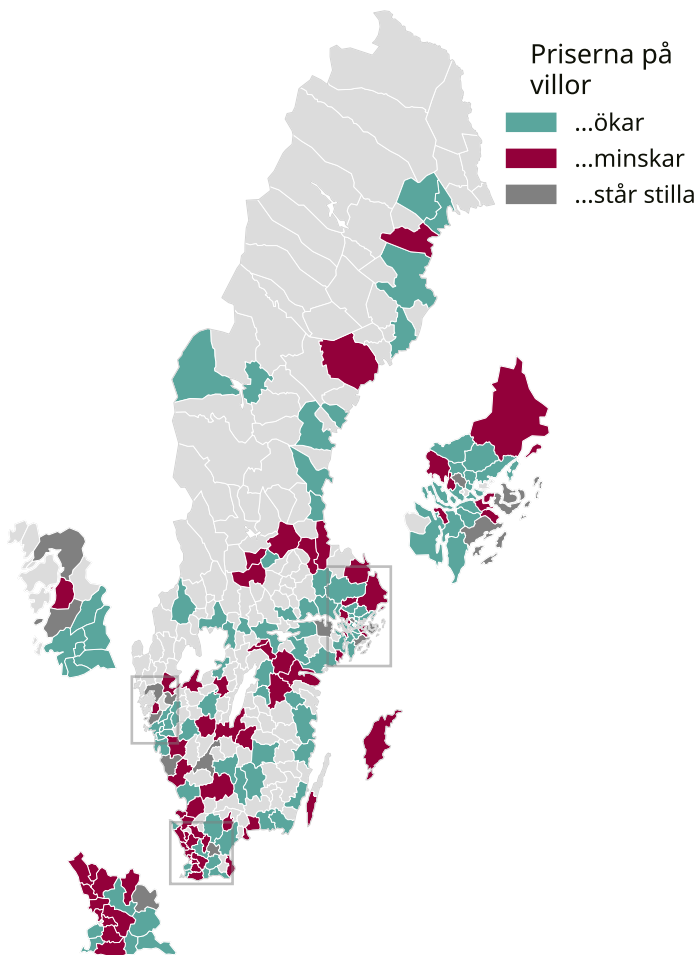 Priserna på
villor
...ökar
...minskar
...står stilla